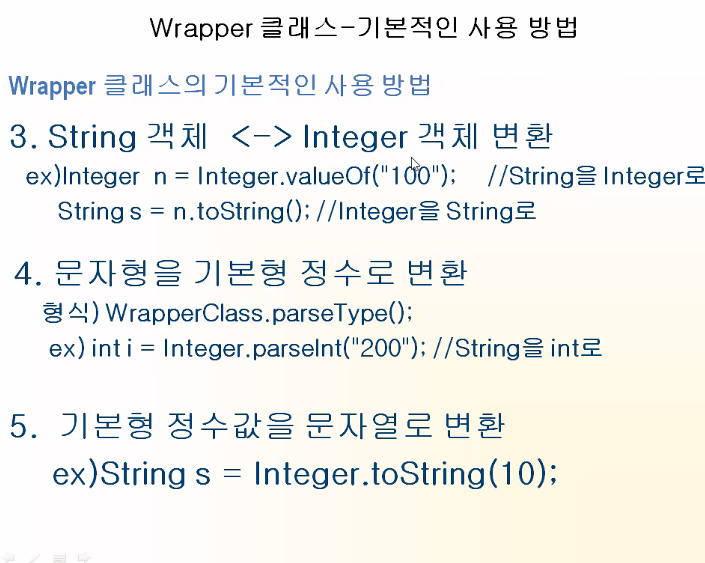 Wrapper 클래스-기본적인 사용 방법
Wrapper 클래스의 기본적인 사용 방법
3. String 객체 <-> Integer 객체 변환
ex)Integer n = Integer.valueOf("100"); //String을 Integer로
String s = n.toString(); //Integer을 String로
4. 문자형을 기본형 정수로 변환
형식) WrapperClass.parseType();
ex) int i = Integer.parseInt("200"); //String을 int로
5. 기본형 정수값을 문자열로 변환
ex)String s = Integer.toString(10);